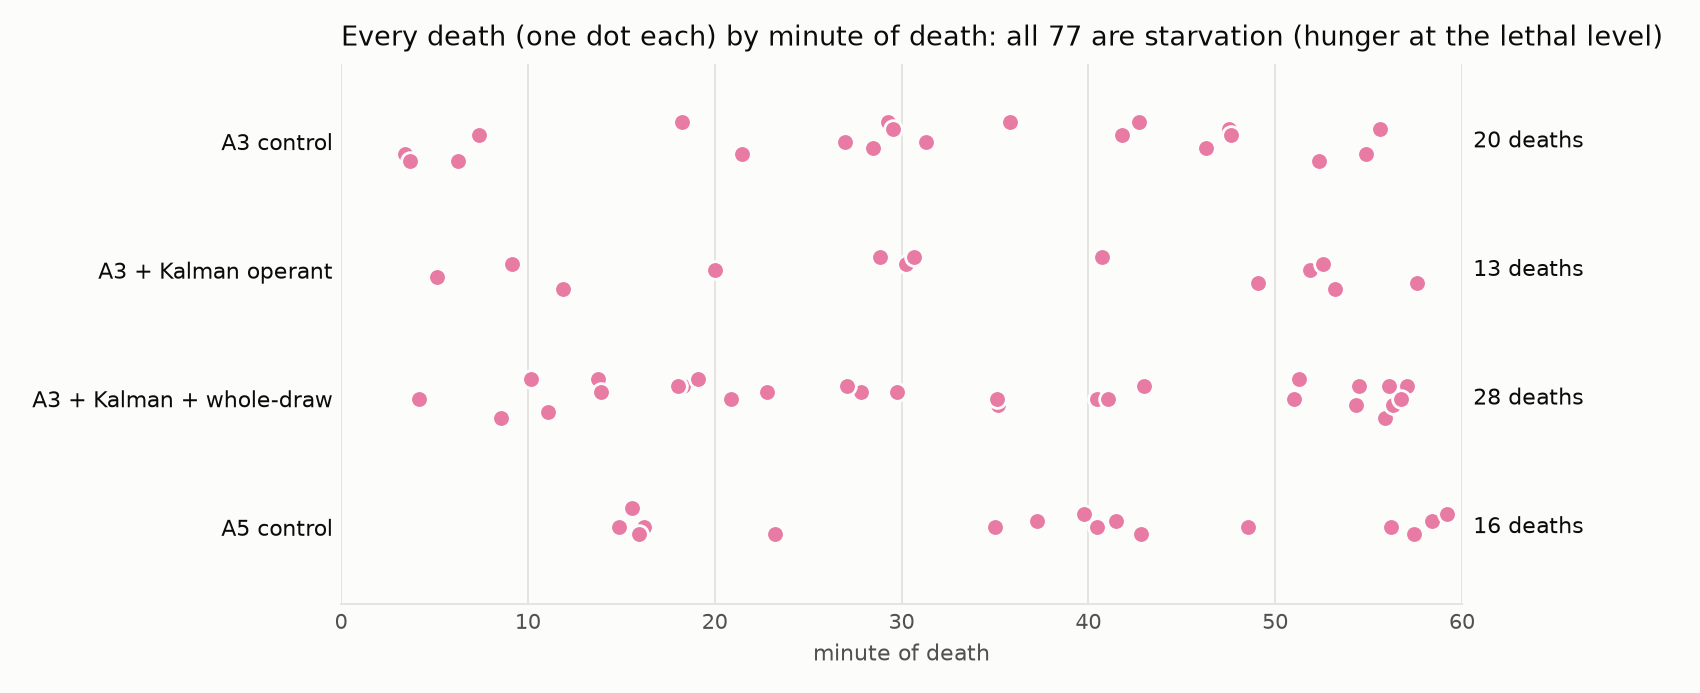 Every death (one dot each) by minute of death: all 77 are starvation (hunger at the lethal level)
A3 control
20 deaths
A3 + Kalman operant
13 deaths
A3 + Kalman + whole-draw
28 deaths
A5 control
16 deaths
0 10 20 30 40 50 60
minute of death